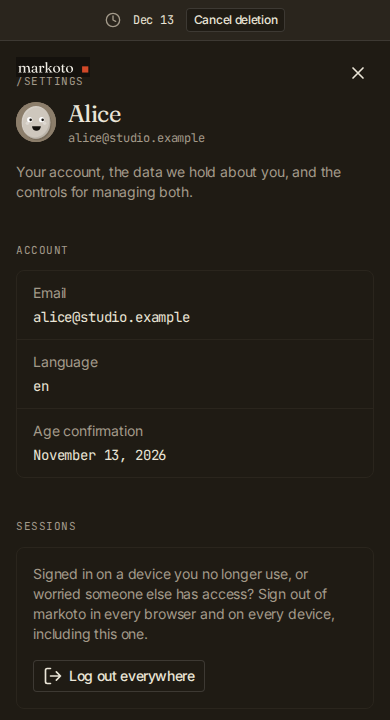 Dec 13 Cancel deletion
markoto
/SETTINGS
Alice
alice@studio.example
Your account, the data we hold about you, and the
controls for managing both.
ACCOUNT
Email
alice@studio.example
Language
en
Age confirmation
November 13, 2026
SESSIONS
Signed in on a device you no longer use, or
worried someone else has access? Sign out of
markoto in every browser and on every device,
including this one.
Log out everywhere